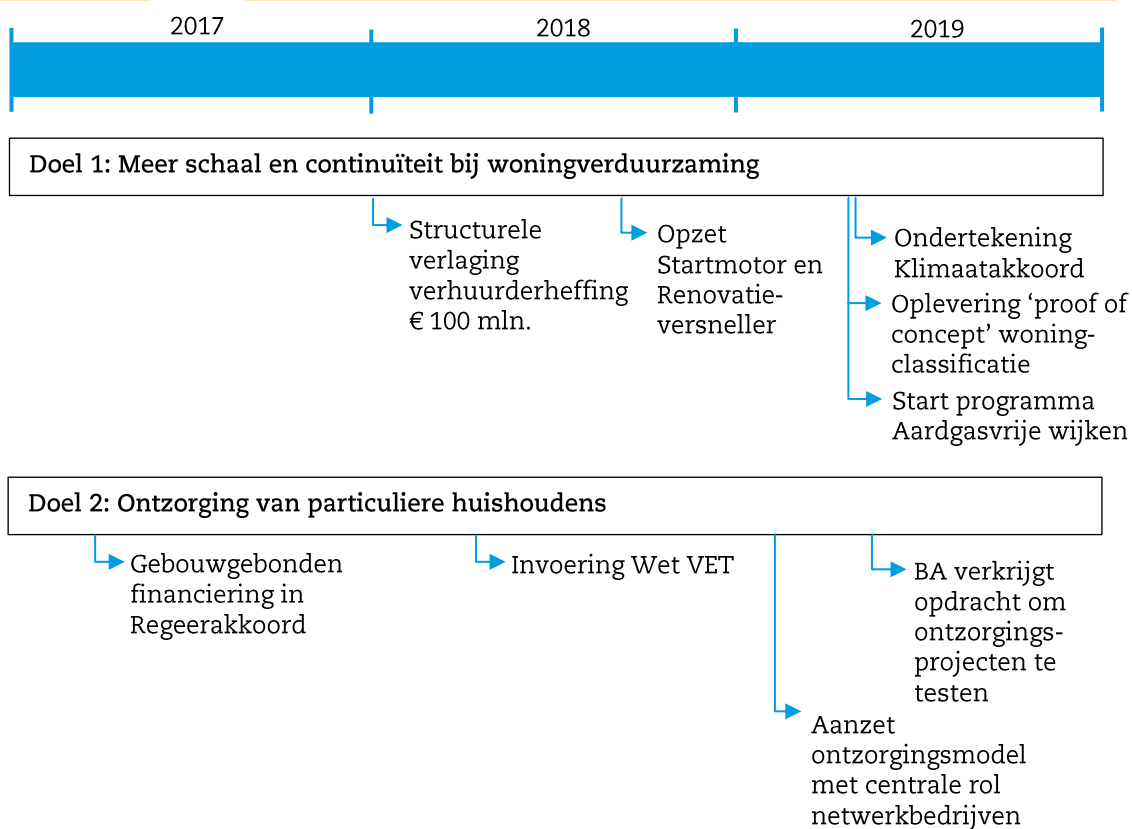 2017
2018
2019
Doel 1: Meer schaal en continuïteit bij woningverduurzaming
Structurele
verlaging
verhuurderheffing
€ 100 mln.
Opzet
Startmotor en
Renovatie-
versneller
Ondertekening
Klimaatakkoord
Oplevering ‘proof of
concept’ woning-
classificatie
Start programma
Aardgasvrije wijken
Doel 2: Ontzorging van particuliere huishoudens
Gebouwgebonden
financiering in
Regeerakkoord
Invoering Wet VET
BA verkrijgt
opdracht om
ontzorgings-
projecten te
testen
Aanzet
ontzorgingsmodel
met centrale rol
netwerkbedrijven